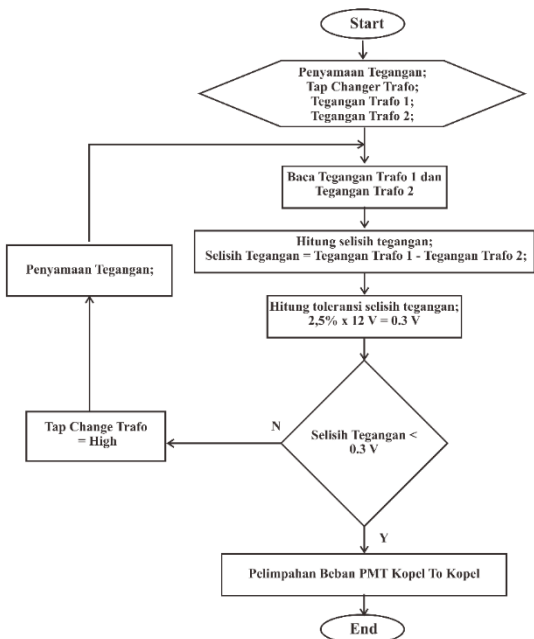 Start
Penyamaan Tegangan;
Tap Changer Trafo;
Tegangan Trafo 1;
Tegangan Trafo 2;
Baca Tegangan Trafo 1 dan
Tegangan Trafo 2
Hitung selisih tegangan;
Selisih Tegangan = Tegangan Trafo 1 - Tegangan Trafo 2;
Penyamaan Tegangan;
Hitung toleransi selisih tegangan;
2,5% x 12 V = 0.3 V
N
Tap Change Trafo
= High
Selisih Tegangan <
0.3 V
Y
Pelimpahan Beban PMT Kopel To Kopel
End